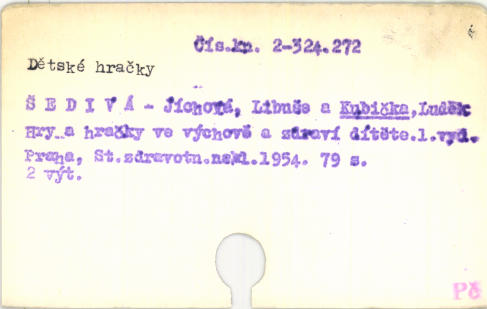 Čís.kn. 2-324.272
Dětské hračky
Š E D I V Á - Jíchová, Libuše a Kubička, Luděk
Hry a hračky ve výchově a zdraví dítěte.1.vyd.
Praha, St.zdravotn.nakl.1954. 79 s.
2 výt.
Pč